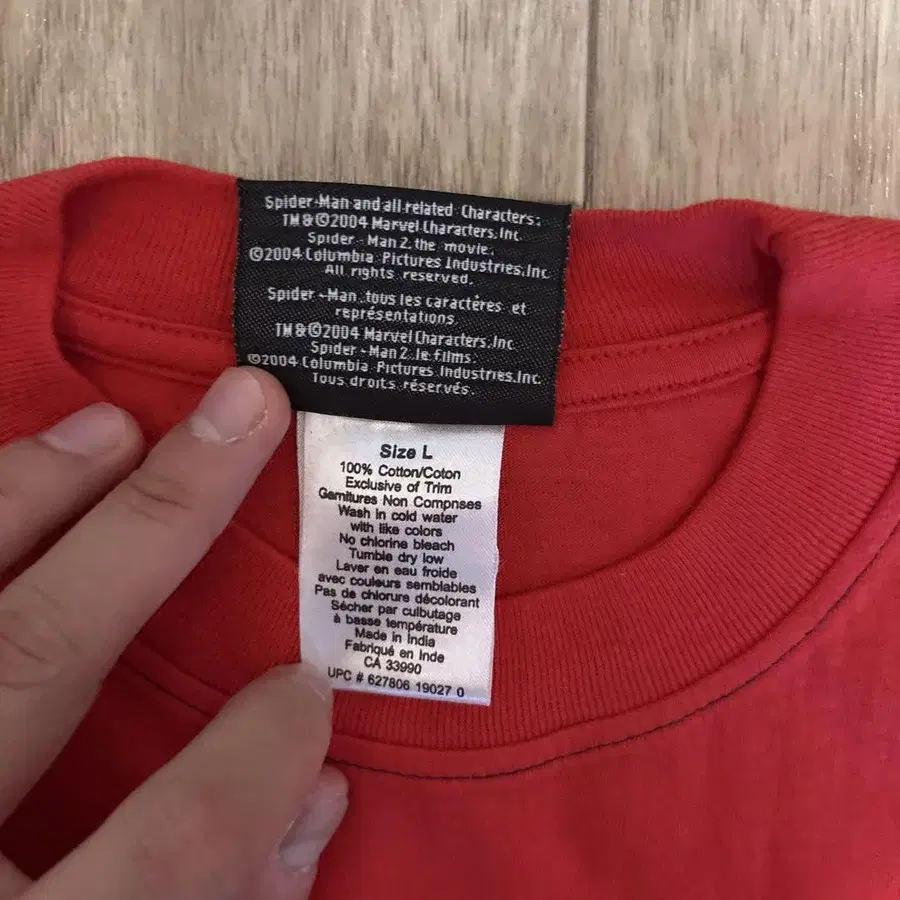 Spider-Man and all related Characters:
TM & ©2004 Marvel Characters, Inc.
Spider-Man 2, the movie:
©2004 Columbia Pictures Industries, Inc.
All rights reserved.
Spider-Man, tous les caractères et
représentations,
TM & ©2004 Marvel Characters, Inc.
Spider-Man 2, le films:
©2004 Columbia Pictures Industries, Inc.
Tous droits réservés.
Size L
100% Cotton/Coton
Exclusive of Trim
Garnitures Non Comprises
Wash in cold water
with like colors
No chlorine bleach
Tumble dry low
Laver en eau froide
avec couleurs semblables
Pas de chlorure décolorant
Sécher par culbutage
à basse température
Made in India
Fabriqué en Inde
CA 33990
UPC # 627806 19027 0